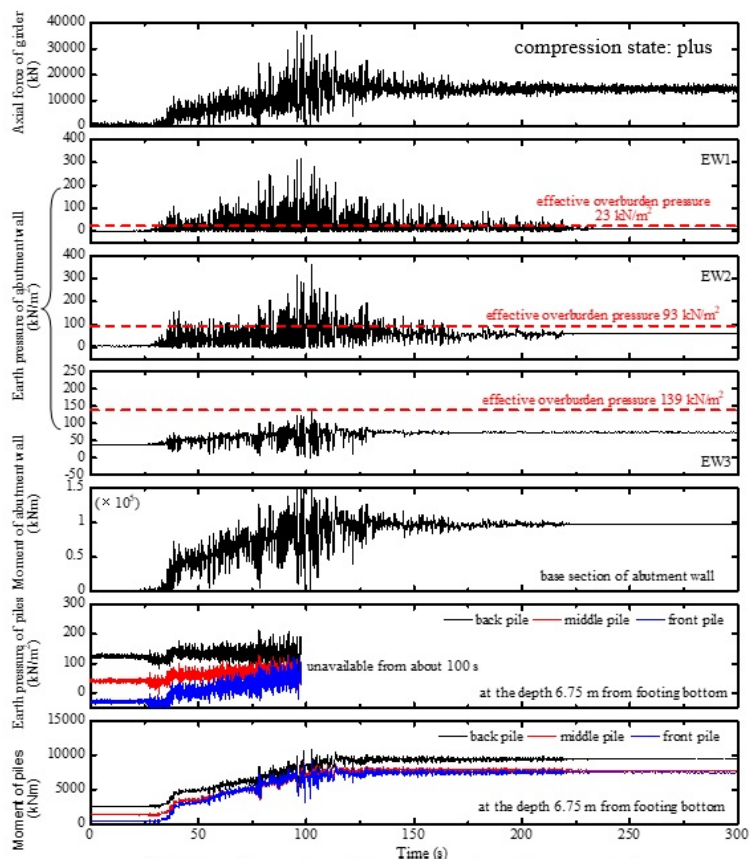 Axial force of girder
(kN)
40000
30000
20000
10000
0
compression state: plus
Earth pressure of abutment wall
(kN/m²)
400
300
200
100
0
EW1
effective overburden pressure
23 kN/m²
400
300
200
100
0
EW2
effective overburden pressure 93 kN/m²
250
200
150
100
50
0
-50
effective overburden pressure 139 kN/m²
EW3
Moment of abutment wall
(kNm)
1.5
1
0.5
0
(× 10⁵)
base section of abutment wall
Earth pressure of piles
(kN/m²)
300
200
100
0
back pile middle pile front pile
unavailable from about 100 s
at the depth 6.75 m from footing bottom
Moment of piles
(kNm)
15000
10000
5000
0
back pile middle pile front pile
at the depth 6.75 m from footing bottom
0 50 100 150 200 250 300
Time (s)